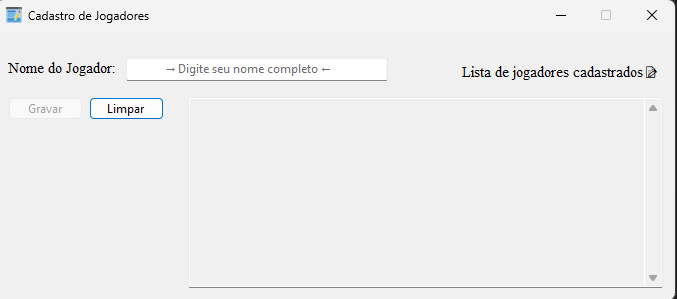 Cadastro de Jogadores
Nome do Jogador:
→ Digite seu nome completo ←
Lista de jogadores cadastrados
Gravar
Limpar